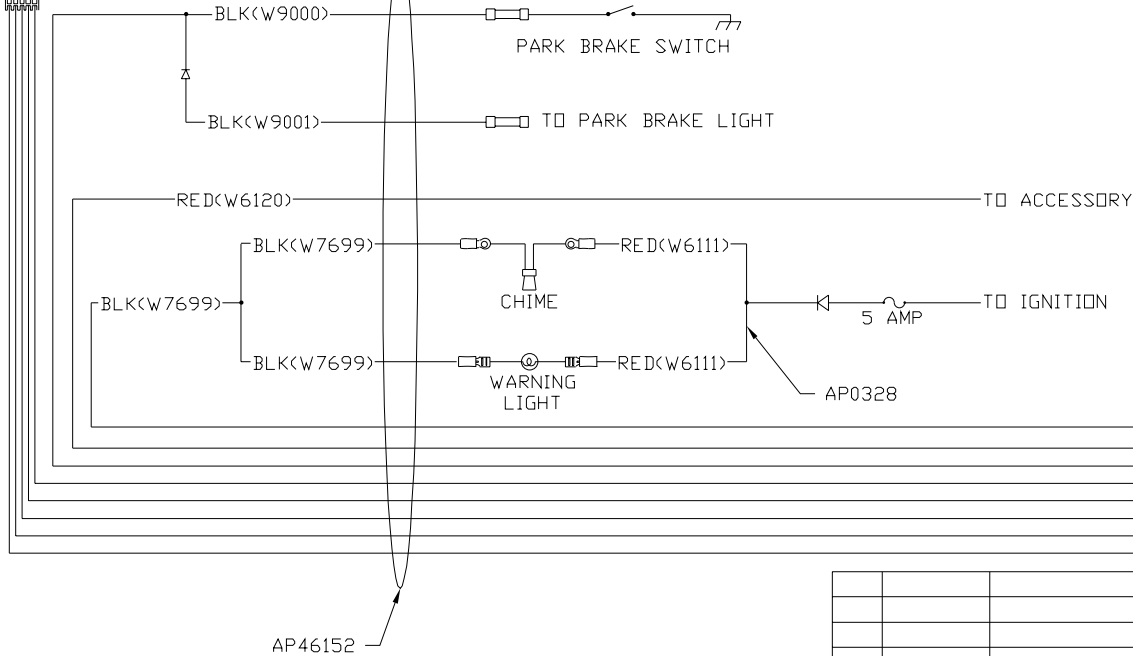 BLK(W9000)
PARK BRAKE SWITCH
BLK(W9001)
TO PARK BRAKE LIGHT
RED(W6120)
TO ACCESSORY
BLK(W7699)
RED(W6111)
CHIME
BLK(W7699)
TO IGNITION
5 AMP
BLK(W7699)
RED(W6111)
WARNING
LIGHT
AP0328
AP46152